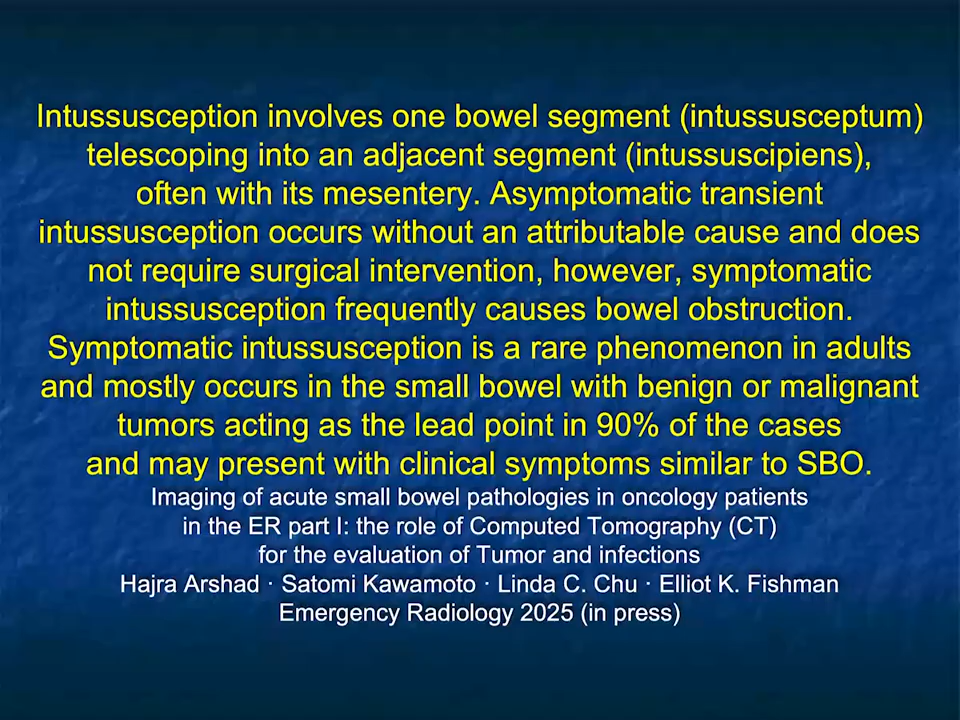 Intussusception involves one bowel segment (intussusceptum)
telescoping into an adjacent segment (intussuscipiens),
often with its mesentery. Asymptomatic transient
intussusception occurs without an attributable cause and does
not require surgical intervention, however, symptomatic
intussusception frequently causes bowel obstruction.
Symptomatic intussusception is a rare phenomenon in adults
and mostly occurs in the small bowel with benign or malignant
tumors acting as the lead point in 90% of the cases
and may present with clinical symptoms similar to SBO.
Imaging of acute small bowel pathologies in oncology patients
in the ER part I: the role of Computed Tomography (CT)
for the evaluation of Tumor and infections
Hajra Arshad · Satomi Kawamoto · Linda C. Chu · Elliot K. Fishman
Emergency Radiology 2025 (in press)